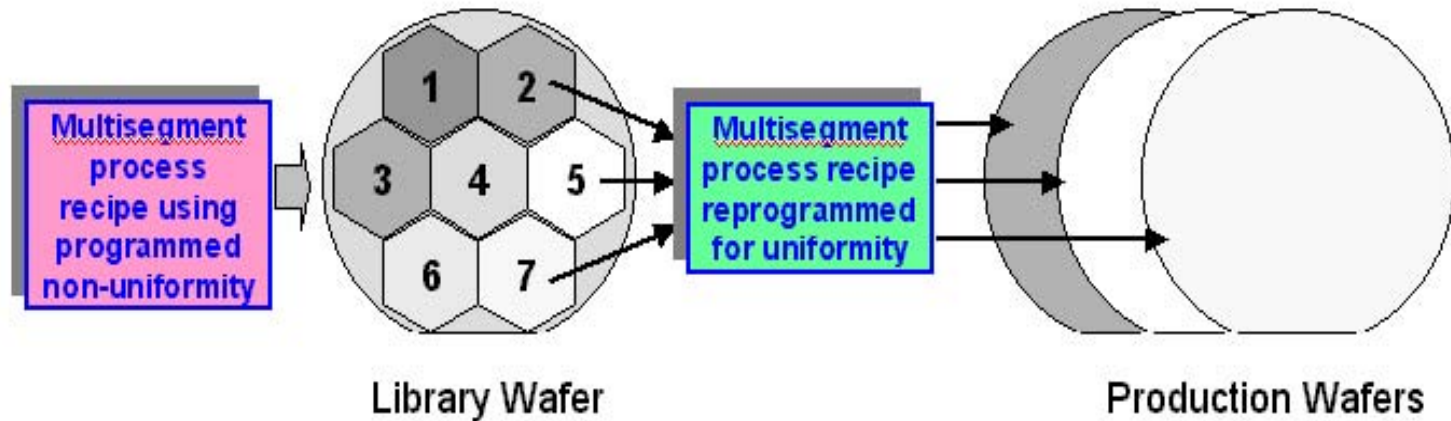 Multisegment
process
recipe using
programmed
non-uniformity
1
2
3
4
5
6
7
Multisegment
process recipe
reprogrammed
for uniformity
Library Wafer
Production Wafers